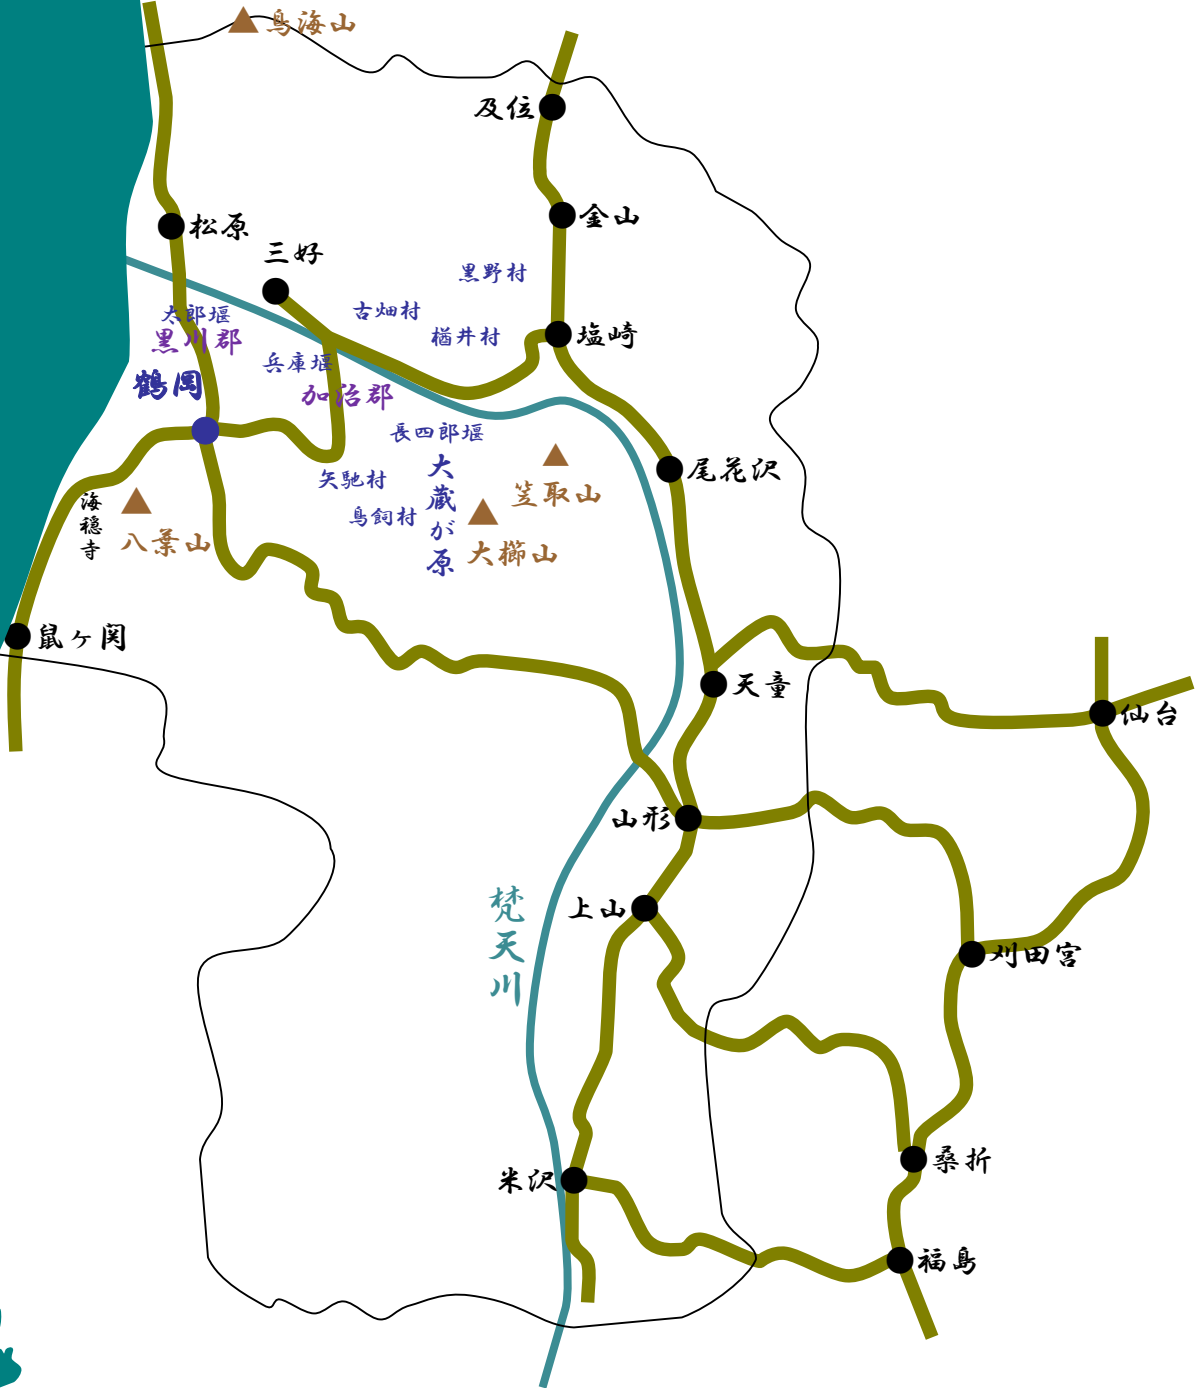 鳥海山
及位
松原
金山
三好
黒野村
太郎堰
古畑村
黒川郡
楢井村
塩崎
兵庫堰
鶴岡
加治郡
長四郎堰
大蔵が原
尾花沢
矢馳村
笠取山
海穏寺
鳥飼村
八葉山
大櫛山
鼠ヶ関
天童
仙台
山形
梵天川
上山
刈田宮
桑折
米沢
福島